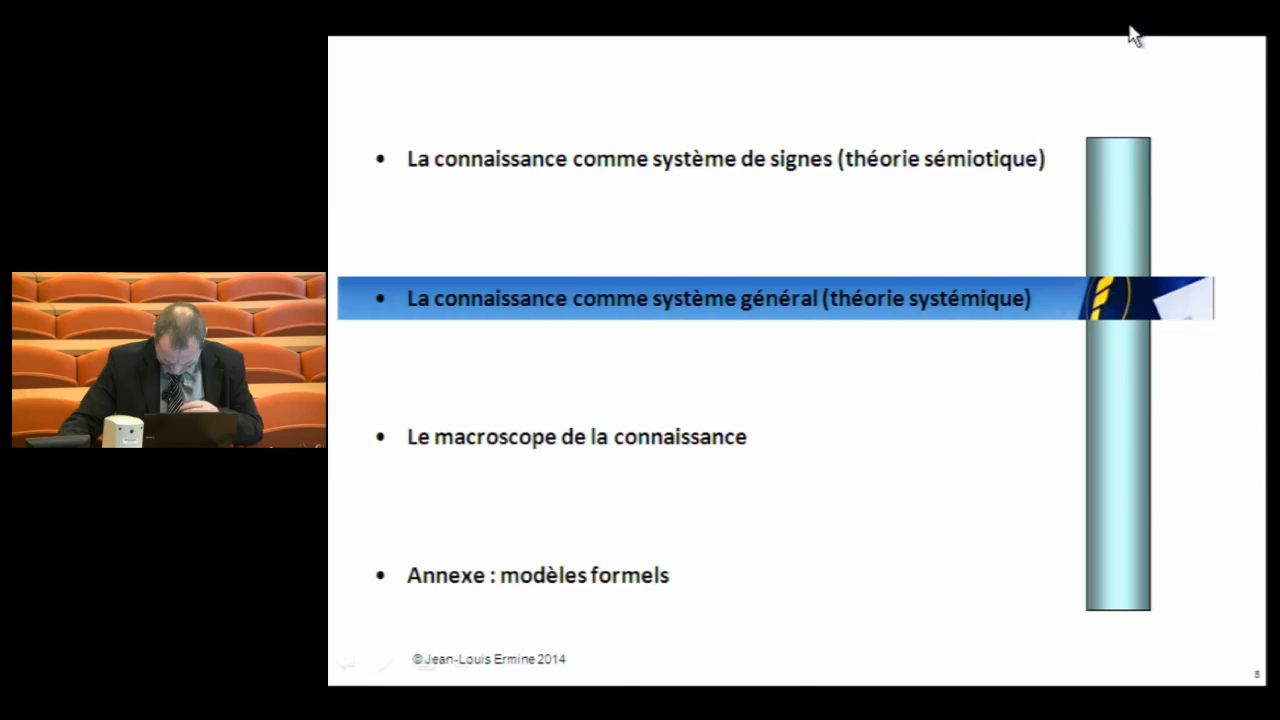 • La connaissance comme système de signes (théorie sémiotique)
• La connaissance comme système général (théorie systémique)
• Le macroscope de la connaissance
• Annexe : modèles formels
©Jean-Louis Ermine 2014
8